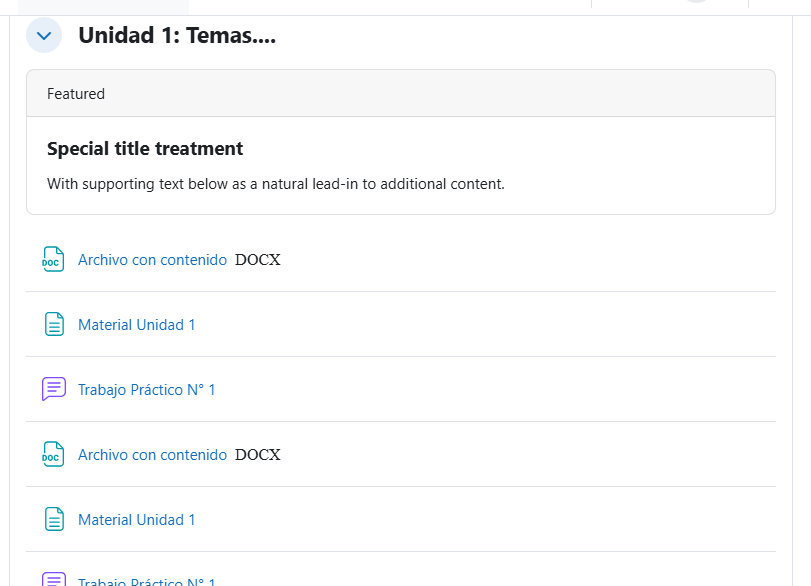 Unidad 1: Temas....
Featured
Special title treatment
With supporting text below as a natural lead-in to additional content.
DOC Archivo con contenido DOCX
Material Unidad 1
Trabajo Práctico N° 1
DOC Archivo con contenido DOCX
Material Unidad 1
Trabajo Práctico N° 1